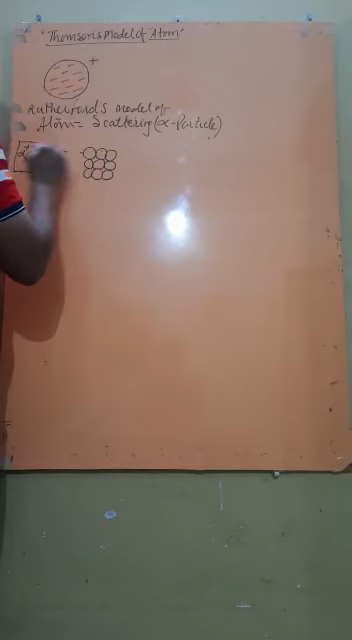 "Thomson's Model of Atom"
+
Rutherford's Model of
Atom = Scattering (α-Particle)